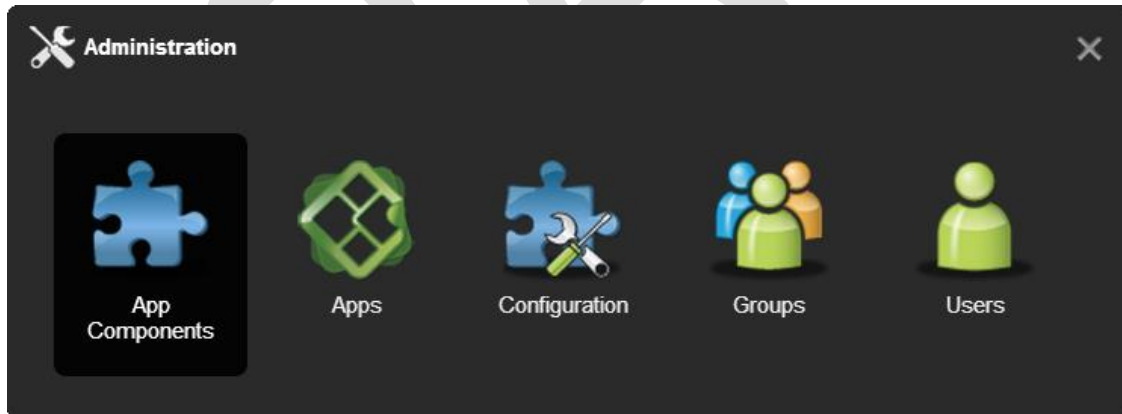 Administration
App
Components
Apps
Configuration
Groups
Users